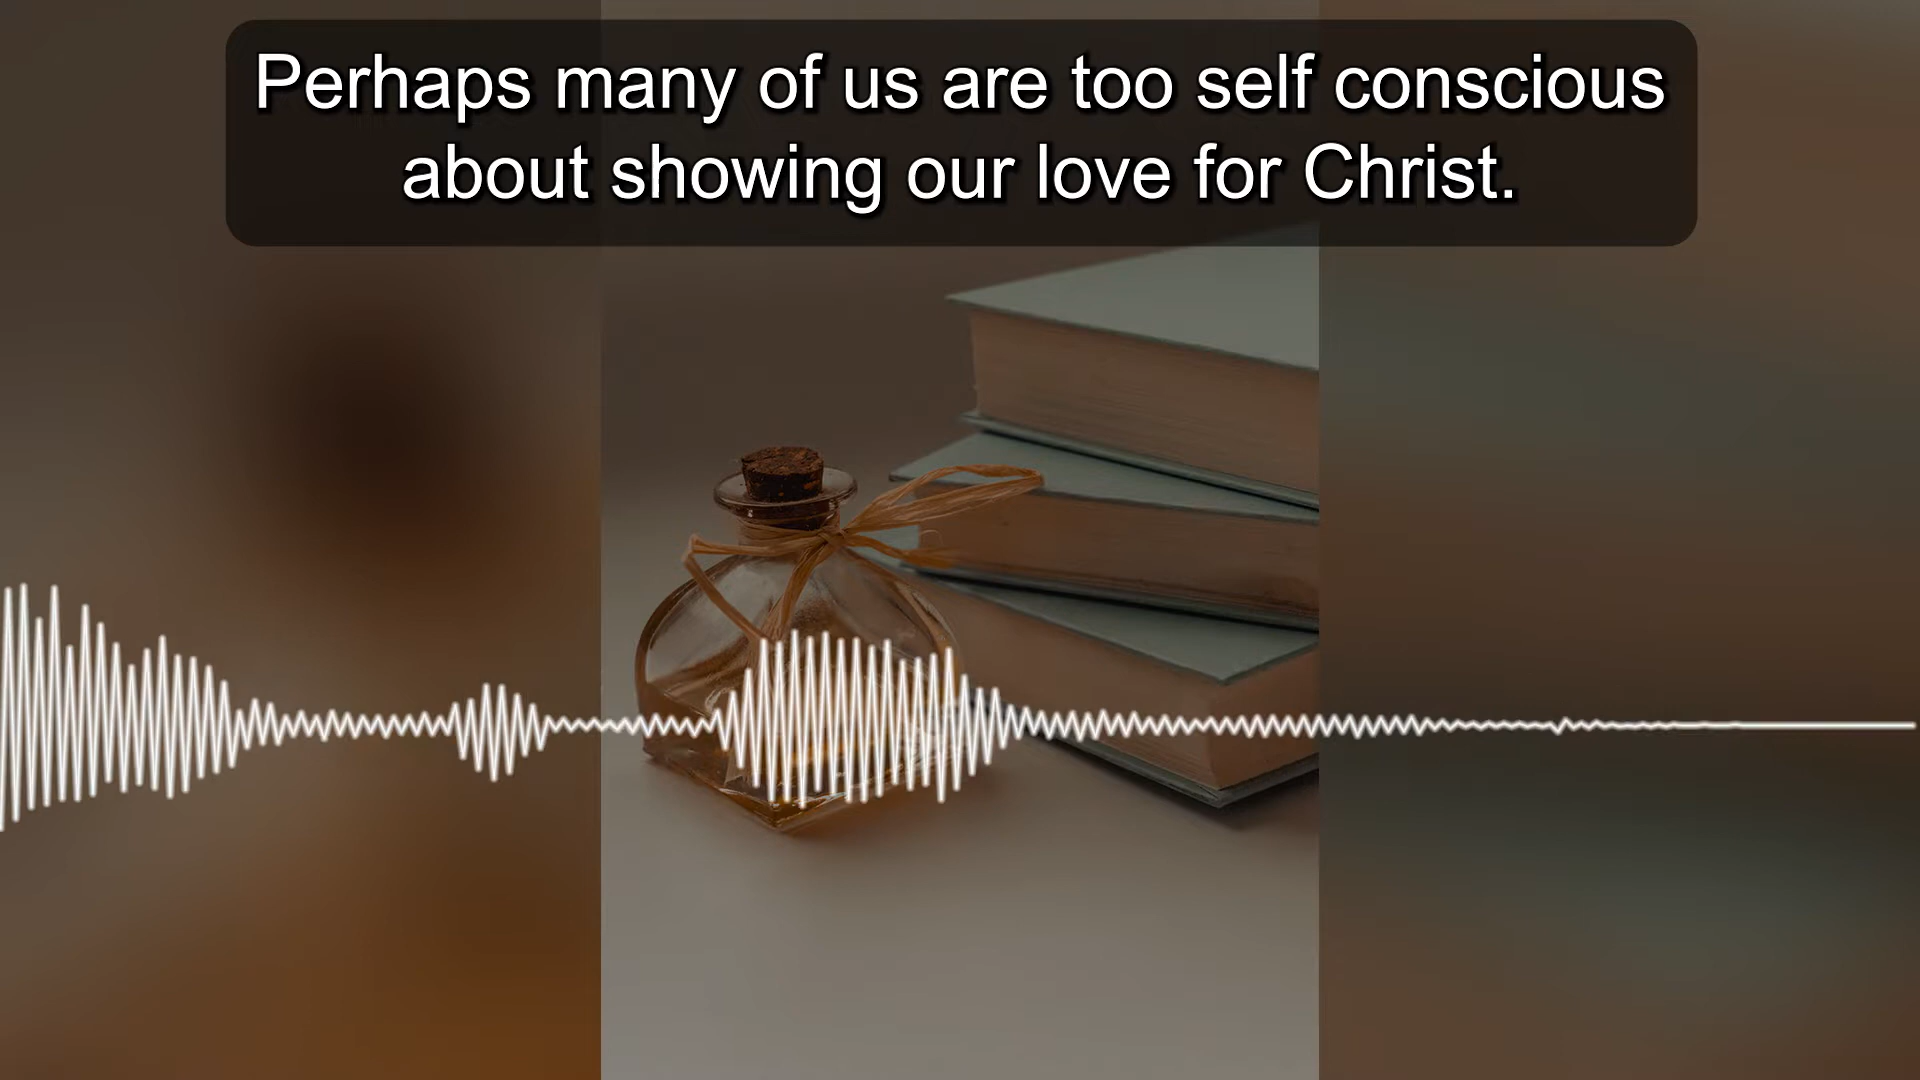 Perhaps many of us are too self conscious
about showing our love for Christ.